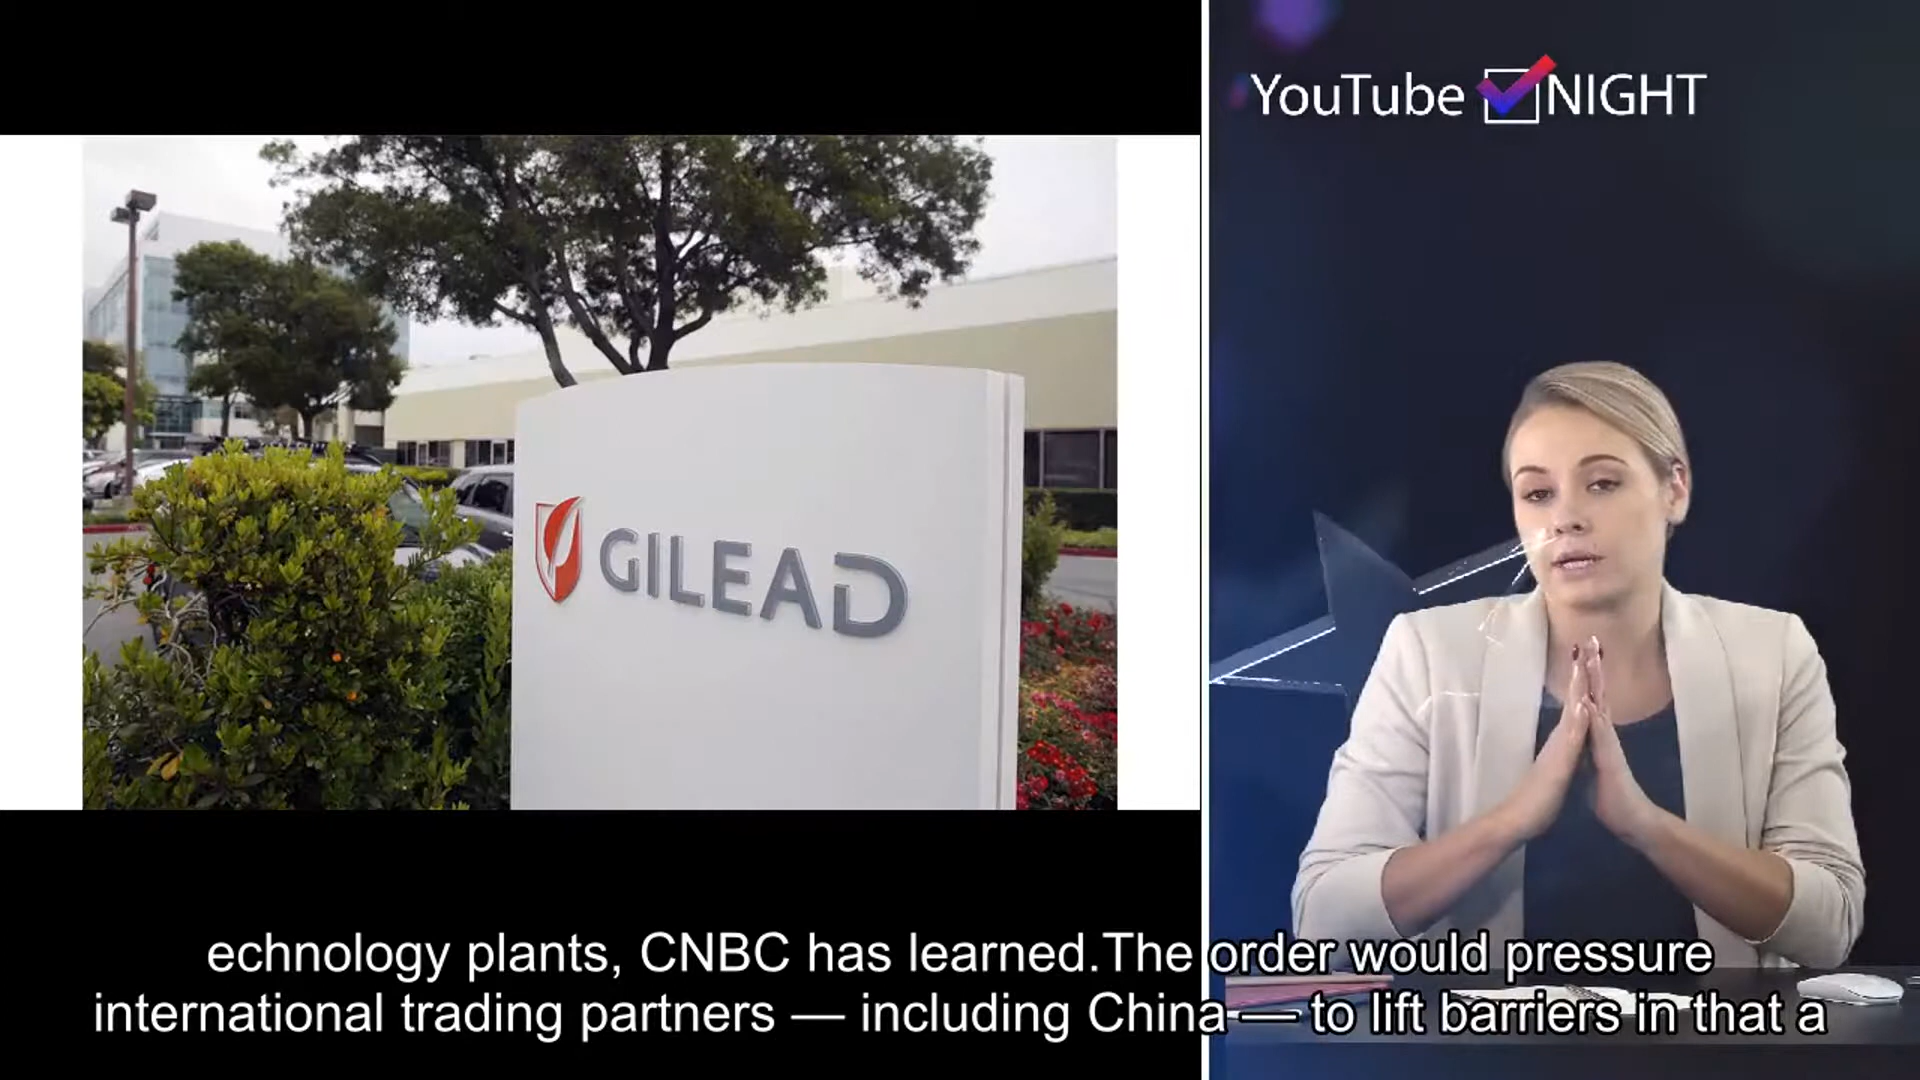 YouTube NIGHT
GILEAD
echnology plants, CNBC has learned.The order would pressure
international trading partners — including China — to lift barriers in that a